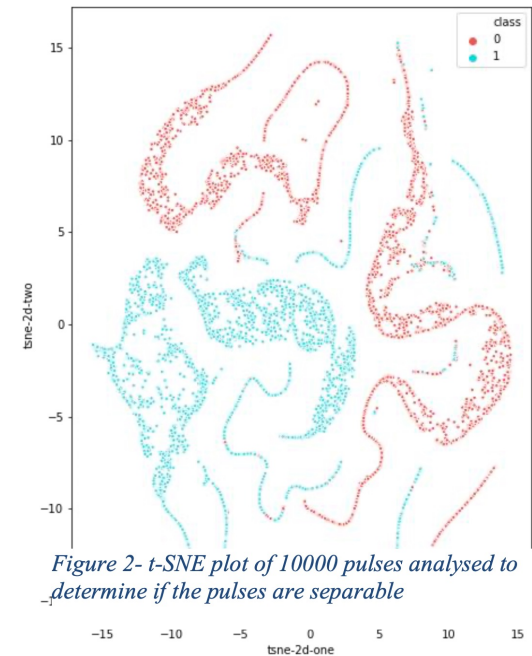 class
0
1
15
10
5
0
−5
−10
tsne-2d-two
Figure 2- t-SNE plot of 10000 pulses analysed to
determine if the pulses are separable
−15 −10 −5 0 5 10 15
tsne-2d-one